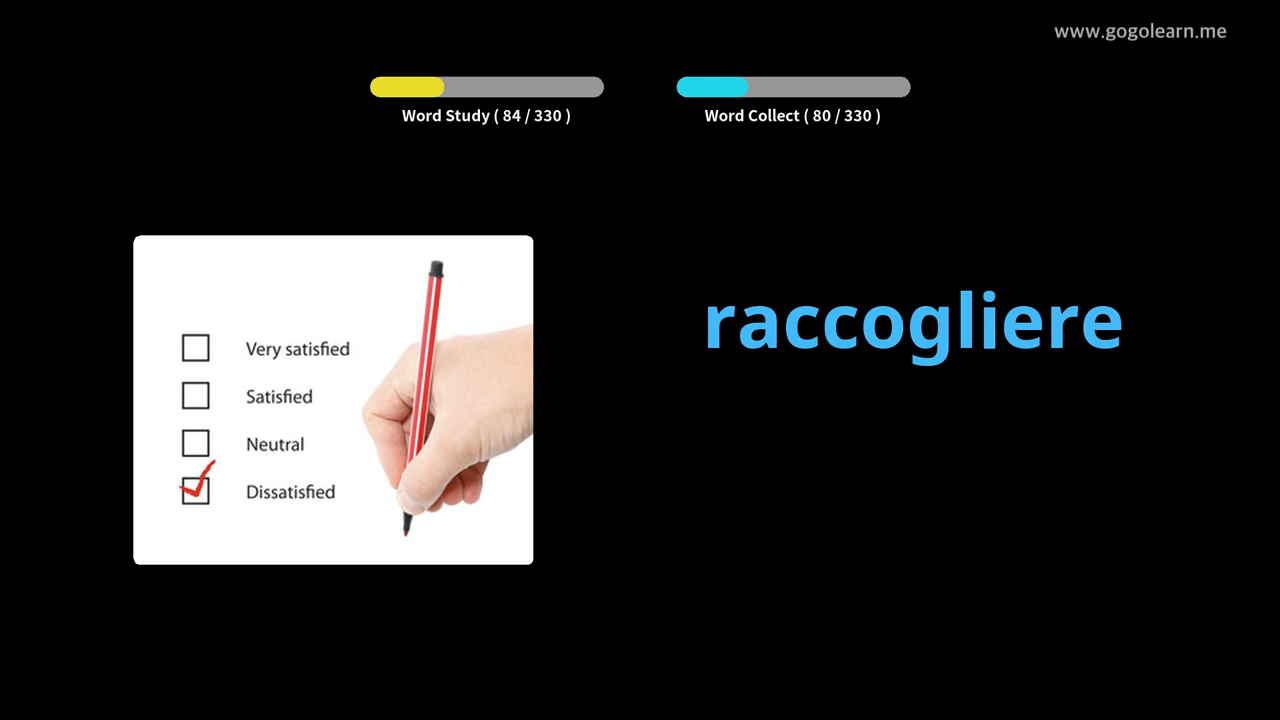 www.gogolearn.me
Word Study ( 84 / 330 )
Word Collect ( 80 / 330 )
raccogliere
Very satisfied
Satisfied
Neutral
Dissatisfied